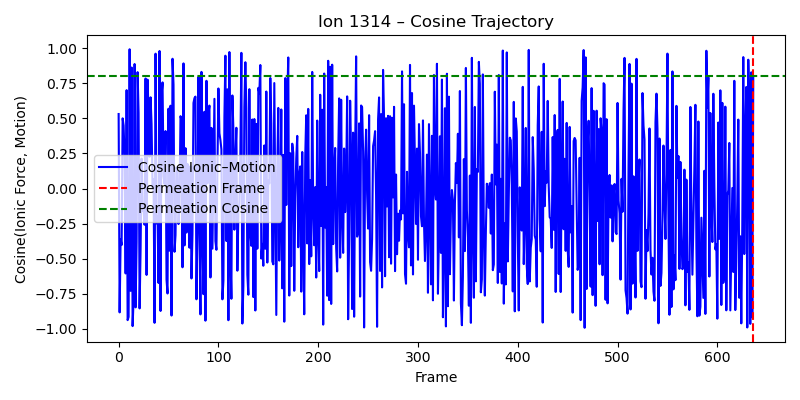 Ion 1314 – Cosine Trajectory
Cosine(Ionic Force, Motion)
1.00
0.75
0.50
0.25
0.00
−0.25
−0.50
−0.75
−1.00
Cosine Ionic–Motion
Permeation Frame
Permeation Cosine
0 100 200 300 400 500 600
Frame